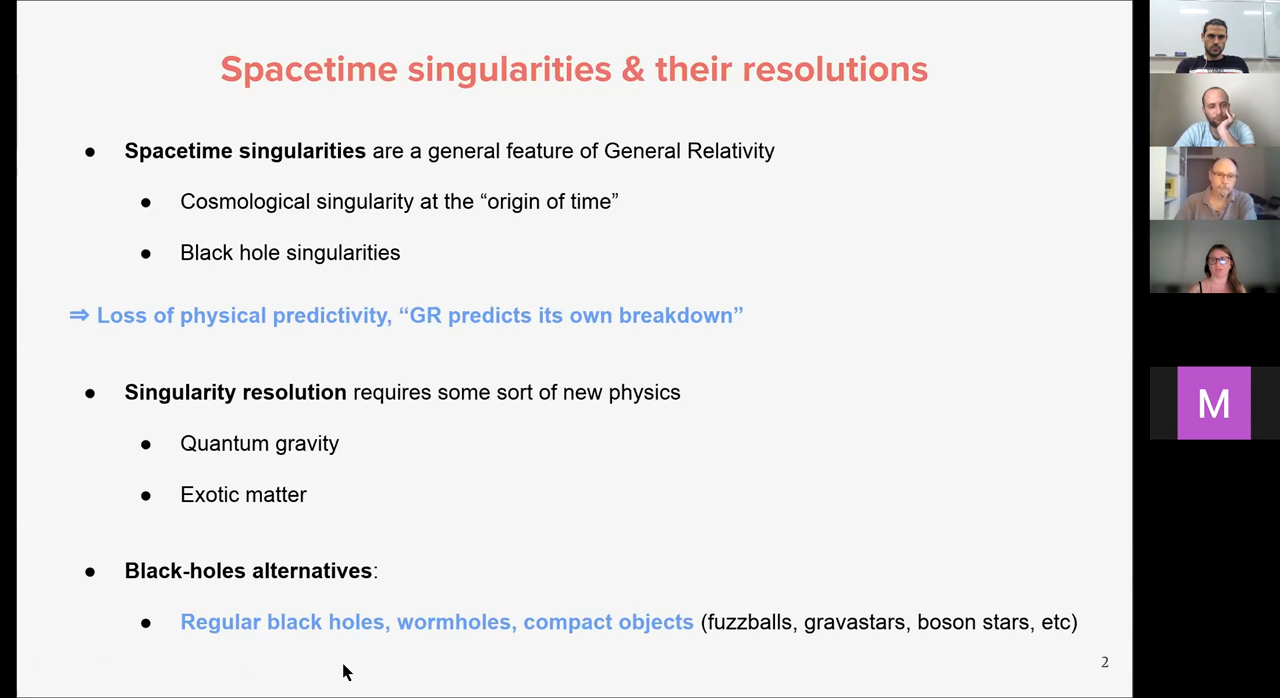 Spacetime singularities & their resolutions
● Spacetime singularities are a general feature of General Relativity
● Cosmological singularity at the “origin of time”
● Black hole singularities
⇒ Loss of physical predictivity, “GR predicts its own breakdown”
● Singularity resolution requires some sort of new physics
● Quantum gravity
● Exotic matter
● Black-holes alternatives:
● Regular black holes, wormholes, compact objects (fuzzballs, gravastars, boson stars, etc)
2
M